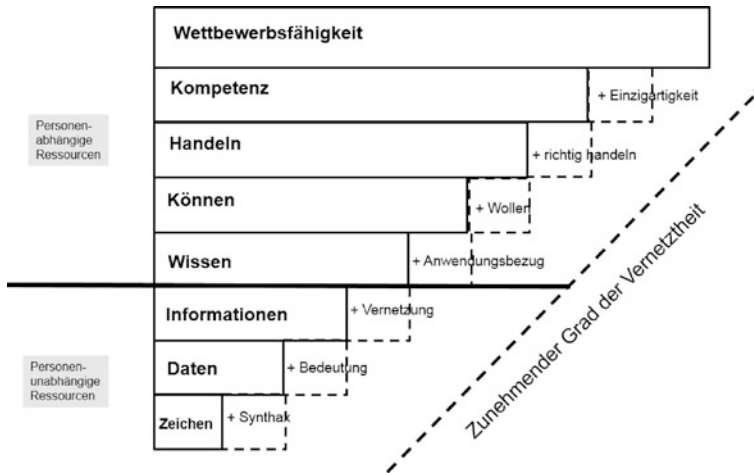 Wettbewerbsfähigkeit
Kompetenz
+ Einzigartigkeit
Personen-
abhängige
Ressourcen
Handeln
+ richtig handeln
Können
+ Wollen
Wissen
+ Anwendungsbezug
Informationen
+ Vernetzung
Personen-
unabhängige
Ressourcen
Daten
+ Bedeutung
Zeichen
+ Synthax
Zunehmender Grad der Vernetztheit